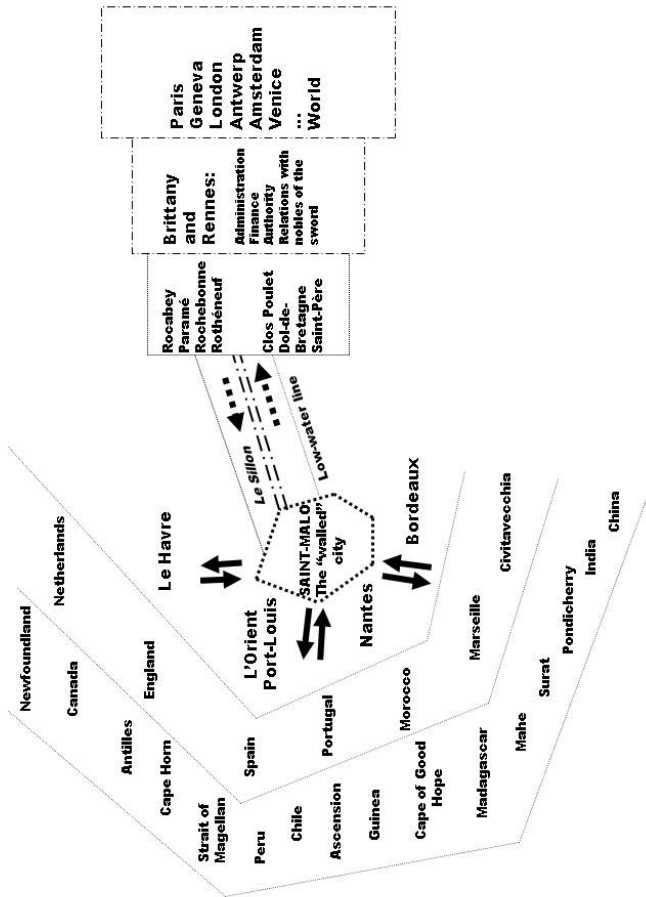 Newfoundland
Canada
Antilles
Cape Horn
Strait of
Magellan
Peru
Chile
Ascension
Guinea
Cape of Good
Hope
Madagascar
Mahe
Surat
Pondicherry
India
China
Netherlands
England
Spain
Portugal
Morocco
Marseille
Civitavecchia
Le Havre
L'Orient
Port-Louis
Nantes
Bordeaux
SAINT-MALO
The "walled"
city
Le Sillon
Low-water line
Rocabey
Paramé
Rochebonne
Rothéneuf
Clos Poulet
Dol-de-
Bretagne
Saint-Père
Brittany
and
Rennes:
Administration
Finance
Authority
Relations with
nobles of the
sword
Paris
Geneva
London
Antwerp
Amsterdam
Venice
...
World